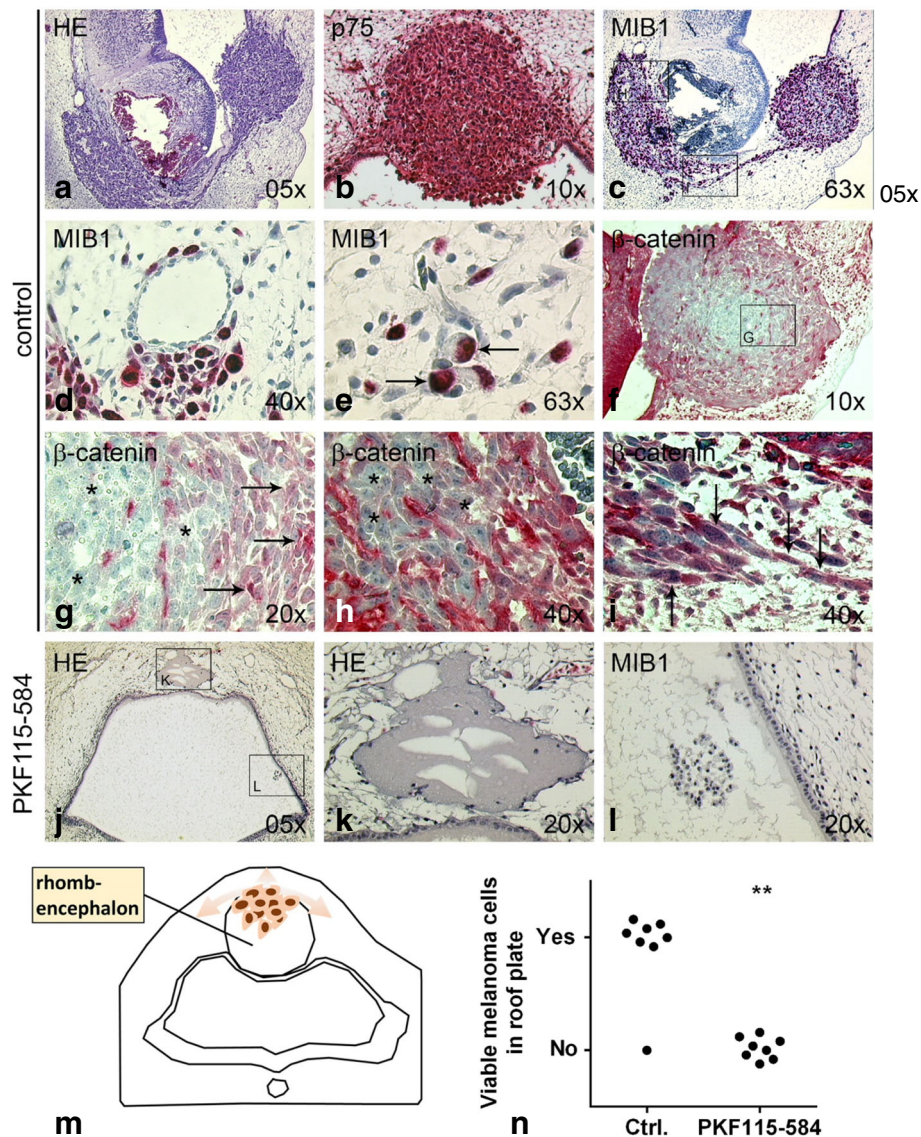 HE
a
05x
p75
b
10x
MIB1
c
63x
05x
control
MIB1
d
40x
MIB1
e
63x
β-catenin
G
f
10x
β-catenin
* * *
g
20x
β-catenin
* * * *
h
40x
β-catenin
i
40x
PKF115-584
HE
K
L
j
05x
HE
k
20x
MIB1
l
20x
rhomb-
encephalon
m
Viable melanoma cells
in roof plate
Yes
No
**
Ctrl.
PKF115-584
n